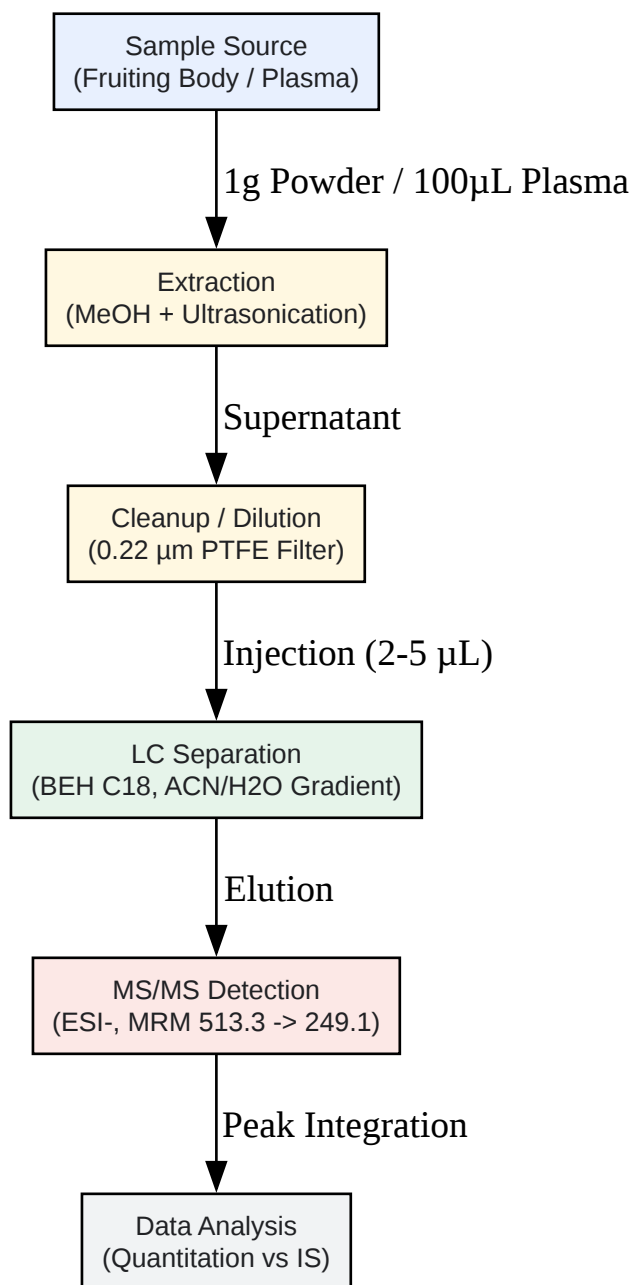 Sample Source
(Fruiting Body / Plasma)
1g Powder / 100µL Plasma
Extraction
(MeOH + Ultrasonication)
Supernatant
Cleanup / Dilution
(0.22 µm PTFE Filter)
Injection (2-5 µL)
LC Separation
(BEH C18, ACN/H2O Gradient)
Elution
MS/MS Detection
(ESI-, MRM 513.3 -> 249.1)
Peak Integration
Data Analysis
(Quantitation vs IS)